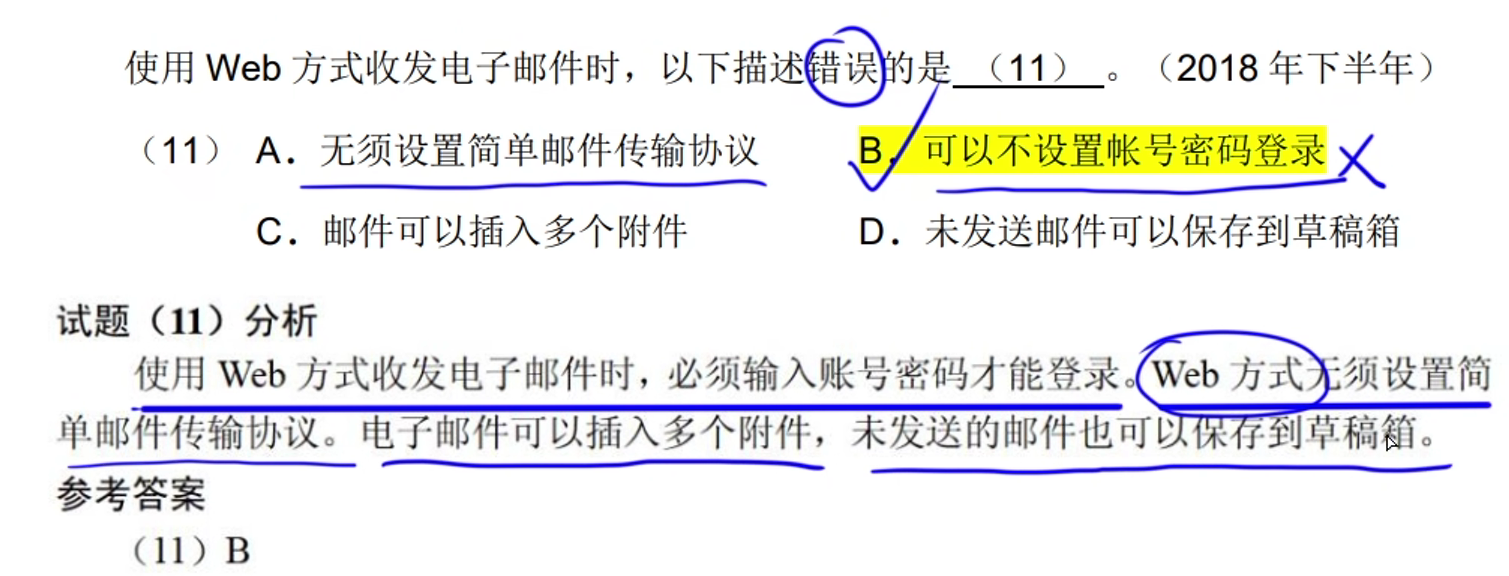 使用 Web 方式收发电子邮件时，以下描述错误的是 （11） 。（2018 年下半年）
（11） A．无须设置简单邮件传输协议 B．可以不设置帐号密码登录
C．邮件可以插入多个附件 D．未发送邮件可以保存到草稿箱
试题（11）分析
使用 Web 方式收发电子邮件时，必须输入账号密码才能登录。Web 方式无须设置简
单邮件传输协议。电子邮件可以插入多个附件，未发送的邮件也可以保存到草稿箱。
参考答案
（11）B